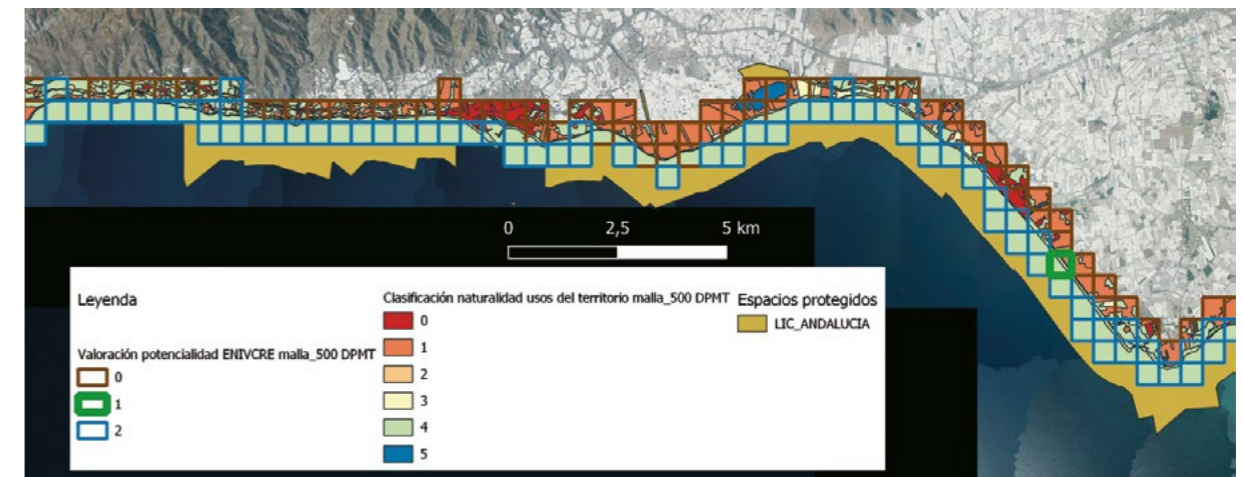 0 2,5 5 km
Leyenda
Valoración potencialidad ENIVCRE malla_500 DPMT
0
1
2
Clasificación naturalidad usos del territorio malla_500 DPMT
0
1
2
3
4
5
Espacios protegidos
LIC_ANDALUCIA